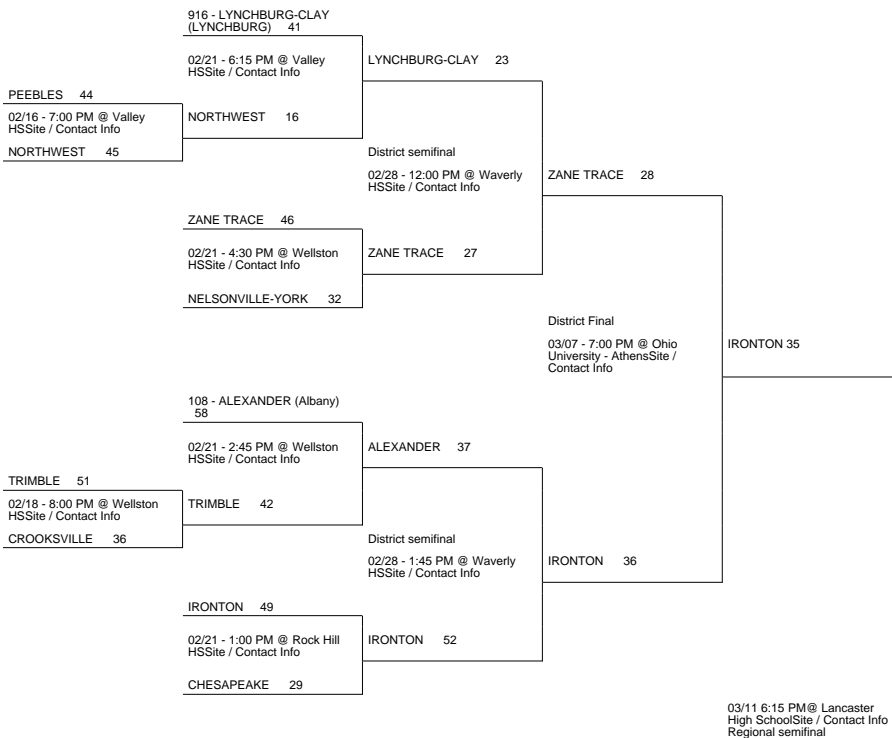 916 - LYNCHBURG-CLAY
(LYNCHBURG) 41
02/21 - 6:15 PM @ Valley
HSSite / Contact Info
LYNCHBURG-CLAY 23
PEEBLES 44
02/16 - 7:00 PM @ Valley
HSSite / Contact Info
NORTHWEST 16
NORTHWEST 45
District semifinal
02/28 - 12:00 PM @ Waverly
HSSite / Contact Info
ZANE TRACE 28
ZANE TRACE 46
02/21 - 4:30 PM @ Wellston
HSSite / Contact Info
ZANE TRACE 27
NELSONVILLE-YORK 32
District Final
03/07 - 7:00 PM @ Ohio
University - AthensSite /
Contact Info
IRONTON 35
108 - ALEXANDER (Albany)
58
02/21 - 2:45 PM @ Wellston
HSSite / Contact Info
ALEXANDER 37
TRIMBLE 51
02/18 - 8:00 PM @ Wellston
HSSite / Contact Info
TRIMBLE 42
CROOKSVILLE 36
District semifinal
02/28 - 1:45 PM @ Waverly
HSSite / Contact Info
IRONTON 36
IRONTON 49
02/21 - 1:00 PM @ Rock Hill
HSSite / Contact Info
IRONTON 52
CHESAPEAKE 29
03/11 6:15 PM@ Lancaster
High SchoolSite / Contact Info
Regional semifinal